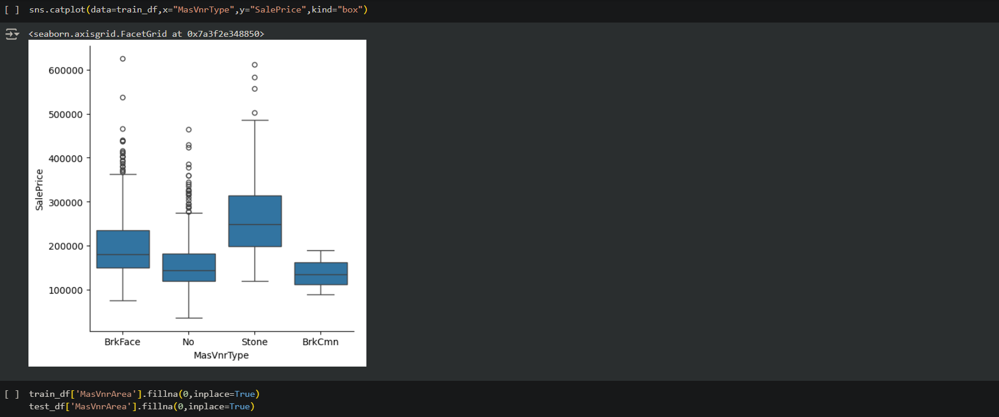 [ ] sns.catplot(data=train_df,x="MasVnrType",y="SalePrice",kind="box")
<seaborn.axisgrid.FacetGrid at 0x7a3f2e348850>
600000
500000
400000
300000
200000
100000
SalePrice
BrkFace No Stone BrkCmn
MasVnrType
[ ] train_df['MasVnrArea'].fillna(0,inplace=True)
test_df['MasVnrArea'].fillna(0,inplace=True)